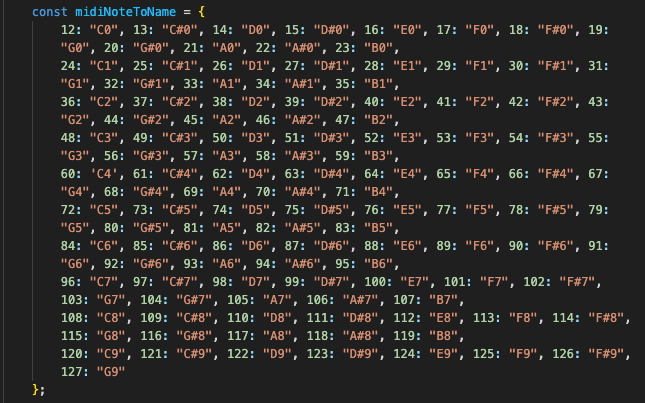 const midiNoteToName = {
12: "C0", 13: "C#0", 14: "D0", 15: "D#0", 16: "E0", 17: "F0", 18: "F#0", 19:
"G0", 20: "G#0", 21: "A0", 22: "A#0", 23: "B0",
24: "C1", 25: "C#1", 26: "D1", 27: "D#1", 28: "E1", 29: "F1", 30: "F#1", 31:
"G1", 32: "G#1", 33: "A1", 34: "A#1", 35: "B1",
36: "C2", 37: "C#2", 38: "D2", 39: "D#2", 40: "E2", 41: "F2", 42: "F#2", 43:
"G2", 44: "G#2", 45: "A2", 46: "A#2", 47: "B2",
48: "C3", 49: "C#3", 50: "D3", 51: "D#3", 52: "E3", 53: "F3", 54: "F#3", 55:
"G3", 56: "G#3", 57: "A3", 58: "A#3", 59: "B3",
60: 'C4', 61: "C#4", 62: "D4", 63: "D#4", 64: "E4", 65: "F4", 66: "F#4", 67:
"G4", 68: "G#4", 69: "A4", 70: "A#4", 71: "B4",
72: "C5", 73: "C#5", 74: "D5", 75: "D#5", 76: "E5", 77: "F5", 78: "F#5", 79:
"G5", 80: "G#5", 81: "A5", 82: "A#5", 83: "B5",
84: "C6", 85: "C#6", 86: "D6", 87: "D#6", 88: "E6", 89: "F6", 90: "F#6", 91:
"G6", 92: "G#6", 93: "A6", 94: "A#6", 95: "B6",
96: "C7", 97: "C#7", 98: "D7", 99: "D#7", 100: "E7", 101: "F7", 102: "F#7",
103: "G7", 104: "G#7", 105: "A7", 106: "A#7", 107: "B7",
108: "C8", 109: "C#8", 110: "D8", 111: "D#8", 112: "E8", 113: "F8", 114: "F#8",
115: "G8", 116: "G#8", 117: "A8", 118: "A#8", 119: "B8",
120: "C9", 121: "C#9", 122: "D9", 123: "D#9", 124: "E9", 125: "F9", 126: "F#9",
127: "G9"
};